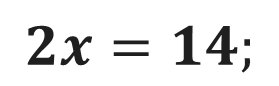 2x = 14;